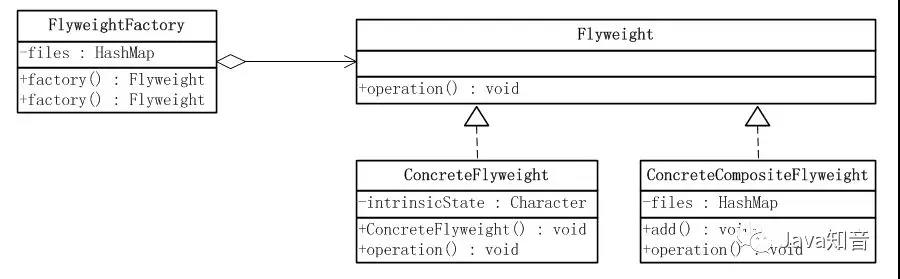 FlyweightFactory
-files : HashMap
+factory() : Flyweight
+factory() : Flyweight
Flyweight
+operation() : void
ConcreteFlyweight
-intrinsicState : Character
+ConcreteFlyweight() : void
+operation() : void
ConcreteCompositeFlyweight
-files : HashMap
+add() : void
+operation() : void
Java知音